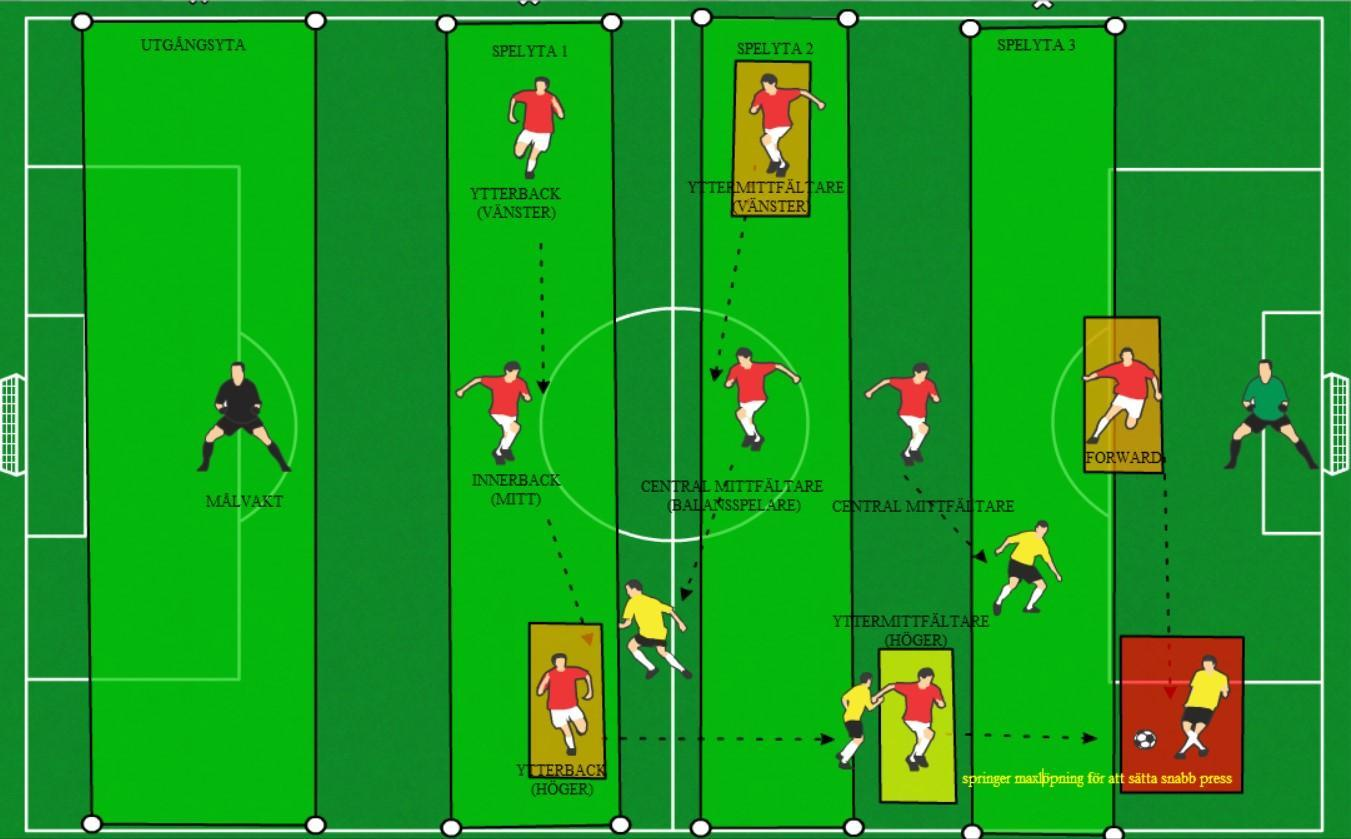 UTGÅNGSYTA
SPELYTA 1
SPELYTA 2
SPELYTA 3
YTTERBACK
(VÄNSTER)
YTTERMITTFÄLTARE
(VÄNSTER)
MÅLVAKT
INNERBACK
(MITT)
CENTRAL MITTFÄLTARE
(BALANSSPELARE)
CENTRAL MITTFÄLTARE
FORWARD
YTTERMITTFÄLTARE
(HÖGER)
YTTERBACK
(HÖGER)
springer maxlöpning för att sätta snabb press